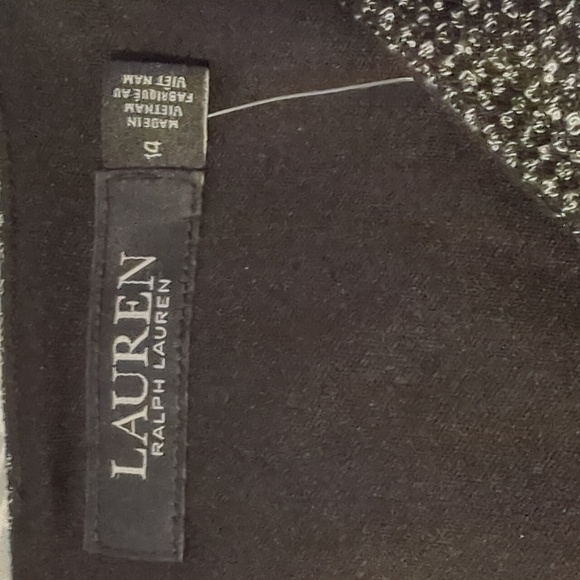 LAUREN
RALPH LAUREN
14
MADE IN
VIETNAM
FABRIQUE AU
VIET NAM